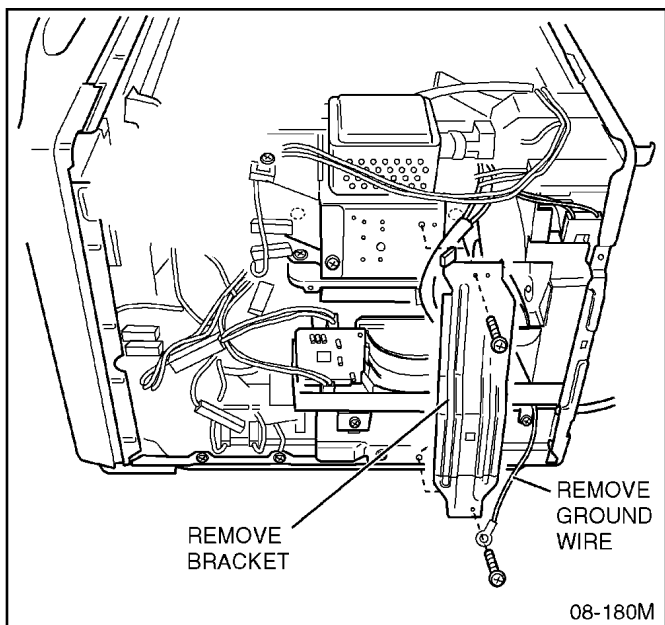 REMOVE
BRACKET
REMOVE
GROUND
WIRE
08-180M